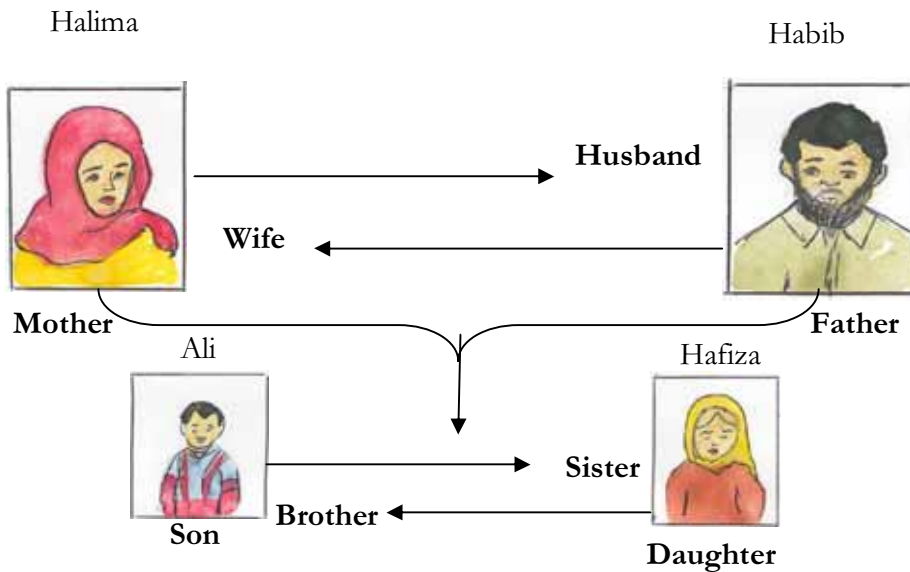 Halima
Habib
Husband
Wife
Mother
Father
Ali
Hafiza
Sister
Brother
Son
Daughter